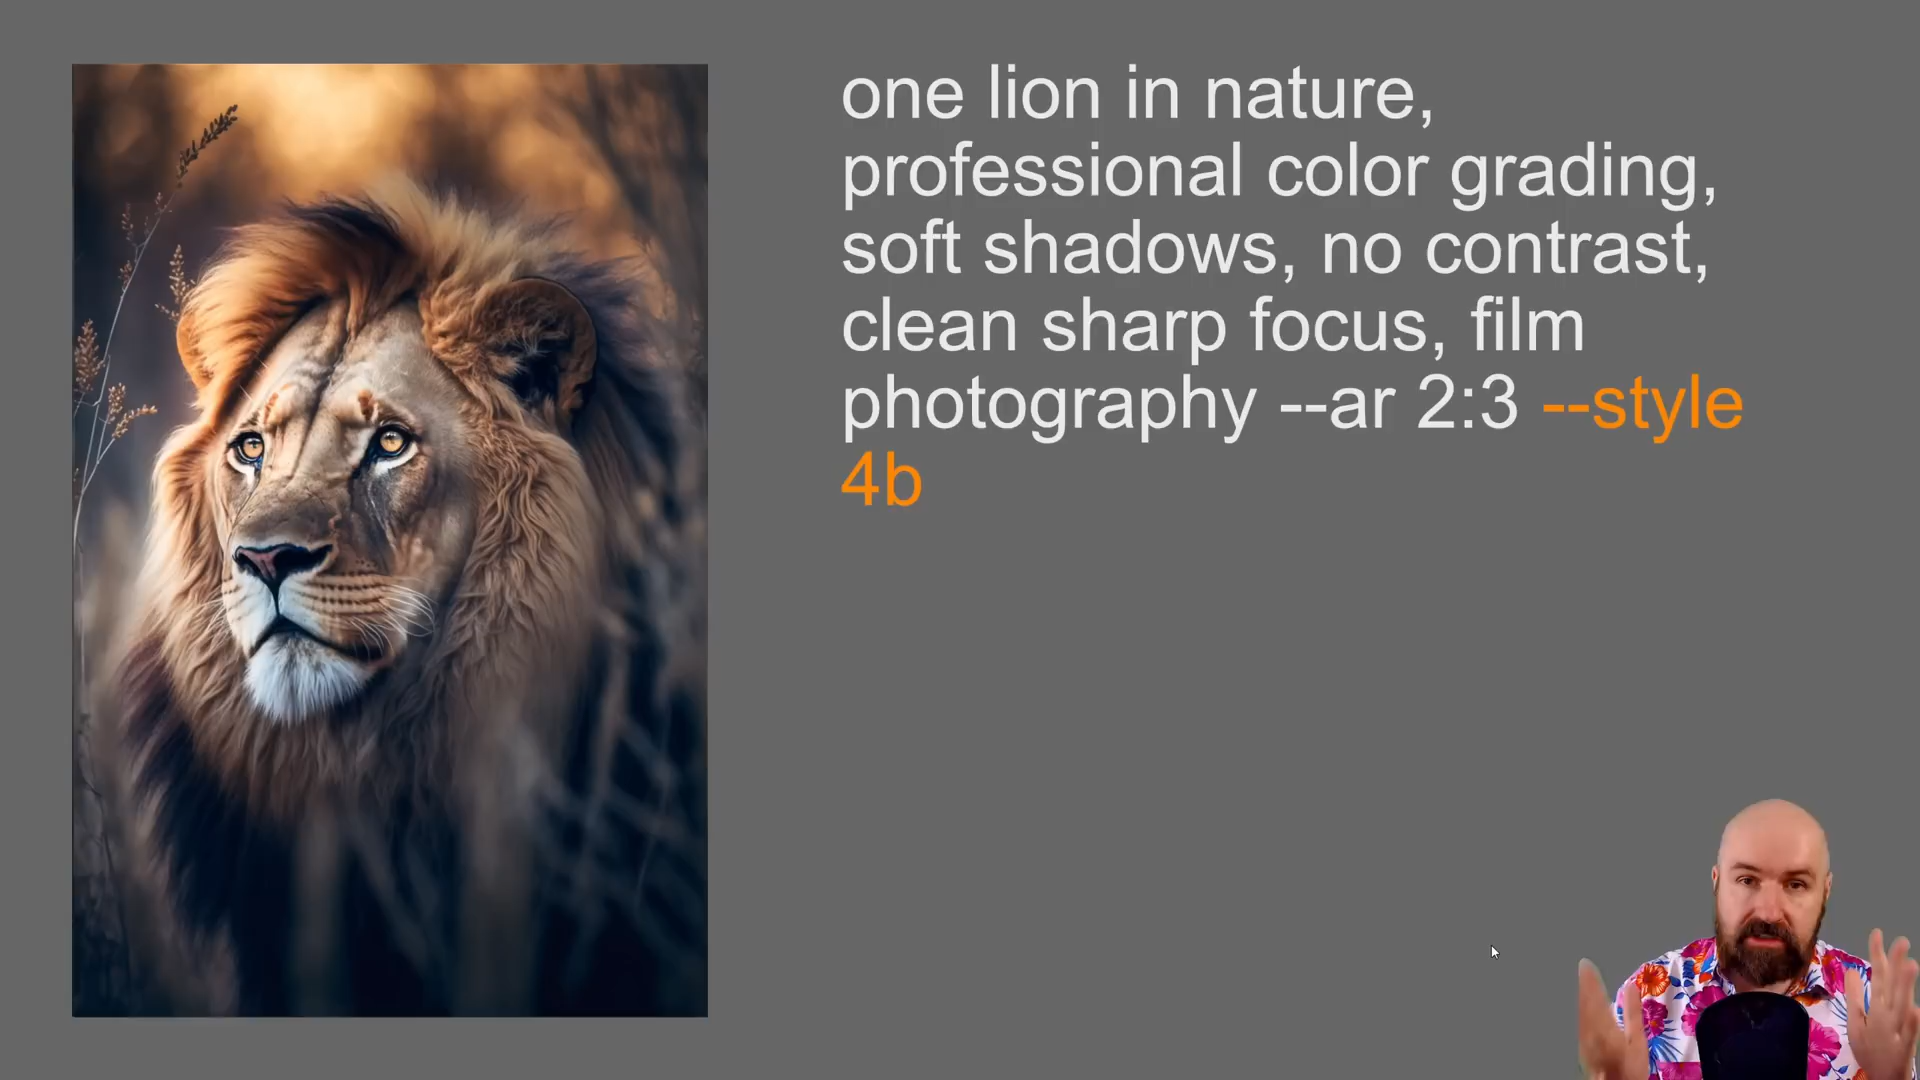 one lion in nature,
professional color grading,
soft shadows, no contrast,
clean sharp focus, film
photography --ar 2:3 --style
4b